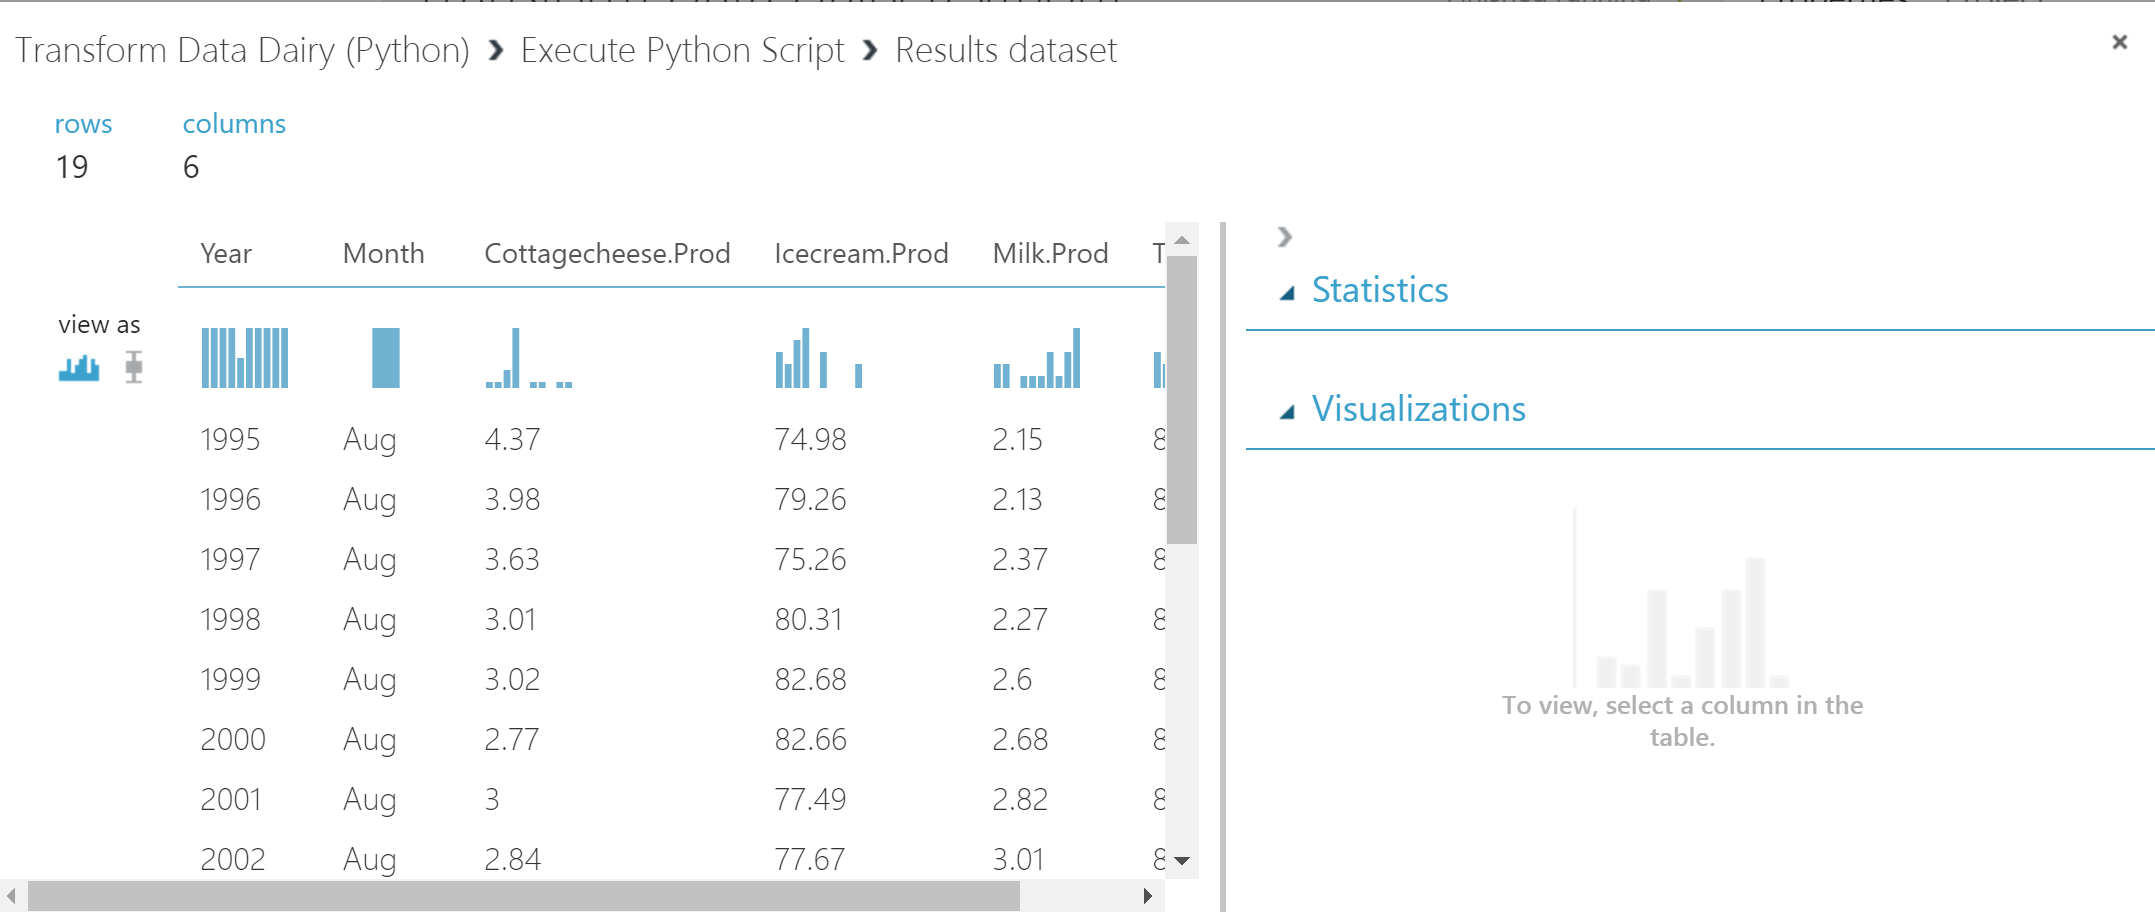 Transform Data Dairy (Python) › Execute Python Script › Results dataset
rows columns
19 6
Year Month Cottagecheese.Prod Icecream.Prod Milk.Prod T
view as
1995 Aug 4.37 74.98 2.15 8
1996 Aug 3.98 79.26 2.13 8
1997 Aug 3.63 75.26 2.37 8
1998 Aug 3.01 80.31 2.27 8
1999 Aug 3.02 82.68 2.6 8
2000 Aug 2.77 82.66 2.68 8
2001 Aug 3 77.49 2.82 8
2002 Aug 2.84 77.67 3.01 8
Statistics
Visualizations
To view, select a column in the
table.